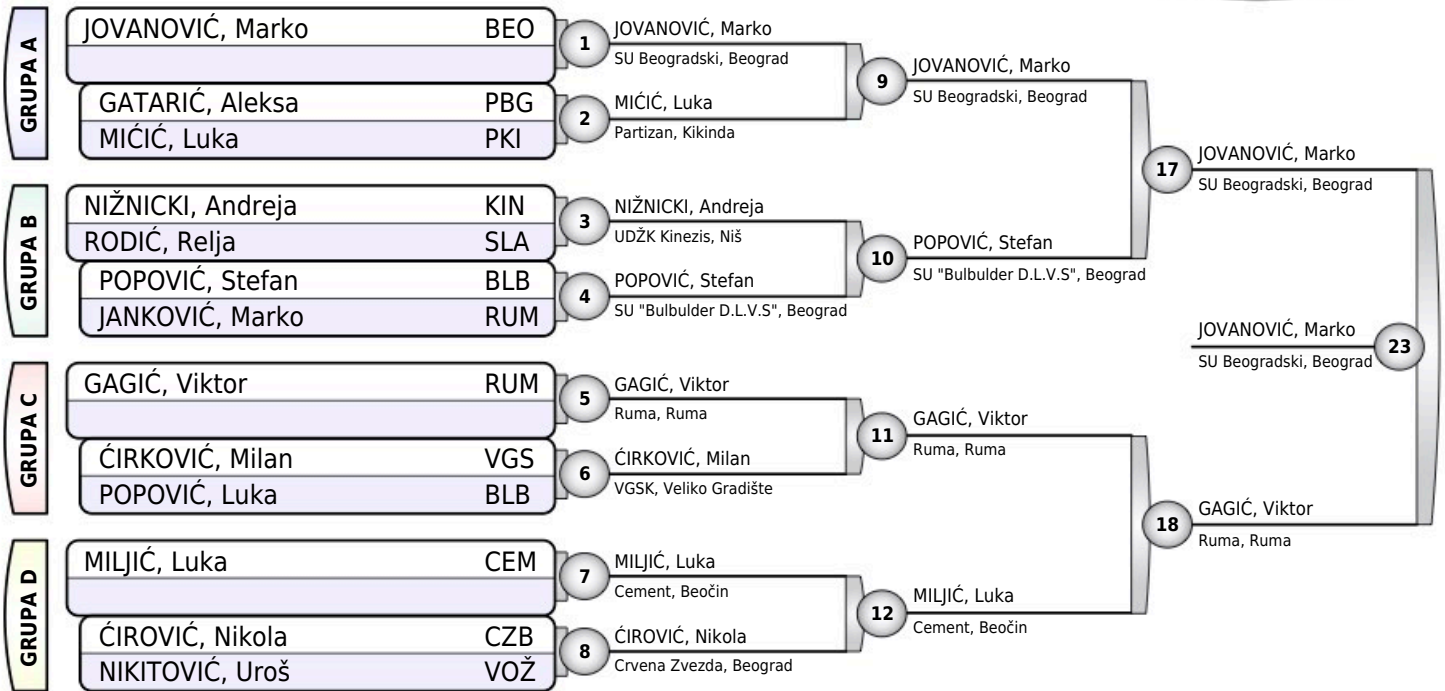 GRUPA A
JOVANOVIĆ, Marko BEO
GATARIĆ, Aleksa PBG
MIĆIĆ, Luka PKI
GRUPA B
NIŽNICKI, Andreja KIN
RODIĆ, Relja SLA
POPOVIĆ, Stefan BLB
JANKOVIĆ, Marko RUM
GRUPA C
GAGIĆ, Viktor RUM
ĆIRKOVIĆ, Milan VGS
POPOVIĆ, Luka BLB
GRUPA D
MILJIĆ, Luka CEM
ĆIROVIĆ, Nikola CZB
NIKITOVIĆ, Uroš VOŽ
1
JOVANOVIĆ, Marko
SU Beogradski, Beograd
2
MIĆIĆ, Luka
Partizan, Kikinda
3
NIŽNICKI, Andreja
UDŽK Kinezis, Niš
4
POPOVIĆ, Stefan
SU "Bulbulder D.L.V.S", Beograd
5
GAGIĆ, Viktor
Ruma, Ruma
6
ĆIRKOVIĆ, Milan
VGSK, Veliko Gradište
7
MILJIĆ, Luka
Cement, Beočin
8
ĆIROVIĆ, Nikola
Crvena Zvezda, Beograd
9
JOVANOVIĆ, Marko
SU Beogradski, Beograd
10
POPOVIĆ, Stefan
SU "Bulbulder D.L.V.S", Beograd
11
GAGIĆ, Viktor
Ruma, Ruma
12
MILJIĆ, Luka
Cement, Beočin
17
JOVANOVIĆ, Marko
SU Beogradski, Beograd
18
GAGIĆ, Viktor
Ruma, Ruma
JOVANOVIĆ, Marko
SU Beogradski, Beograd
23